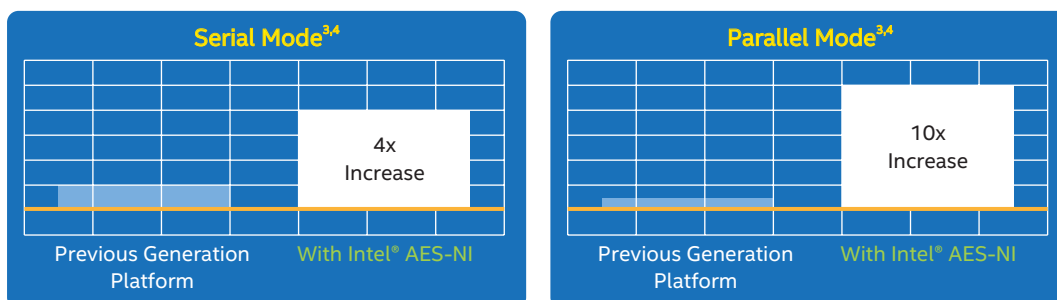 Serial Mode³,⁴
4x
Increase
Previous Generation
Platform
With Intel® AES-NI
Parallel Mode³,⁴
10x
Increase
Previous Generation
Platform
With Intel® AES-NI